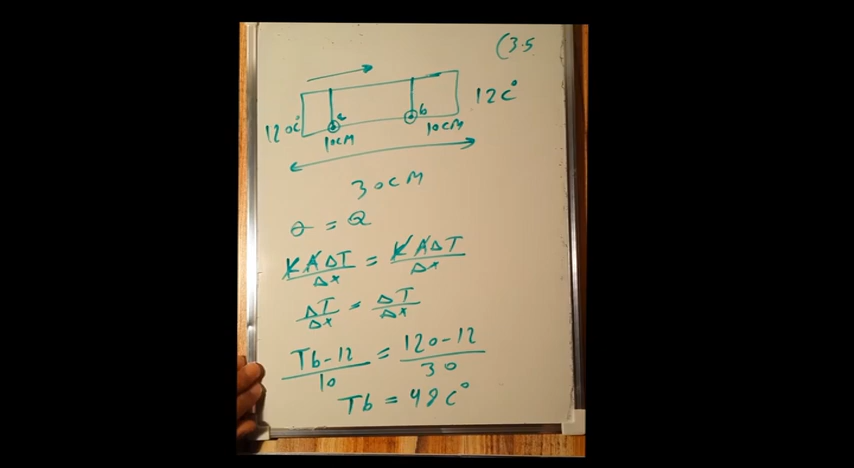 (3.5
120c°
a
b
12c°
10cm
10cm
30cm
Q = Q
KAΔT/Δx = KAΔT/Δx
ΔT/Δx = ΔT/Δx
Tb-12/10 = 120-12/30
Tb = 48c°